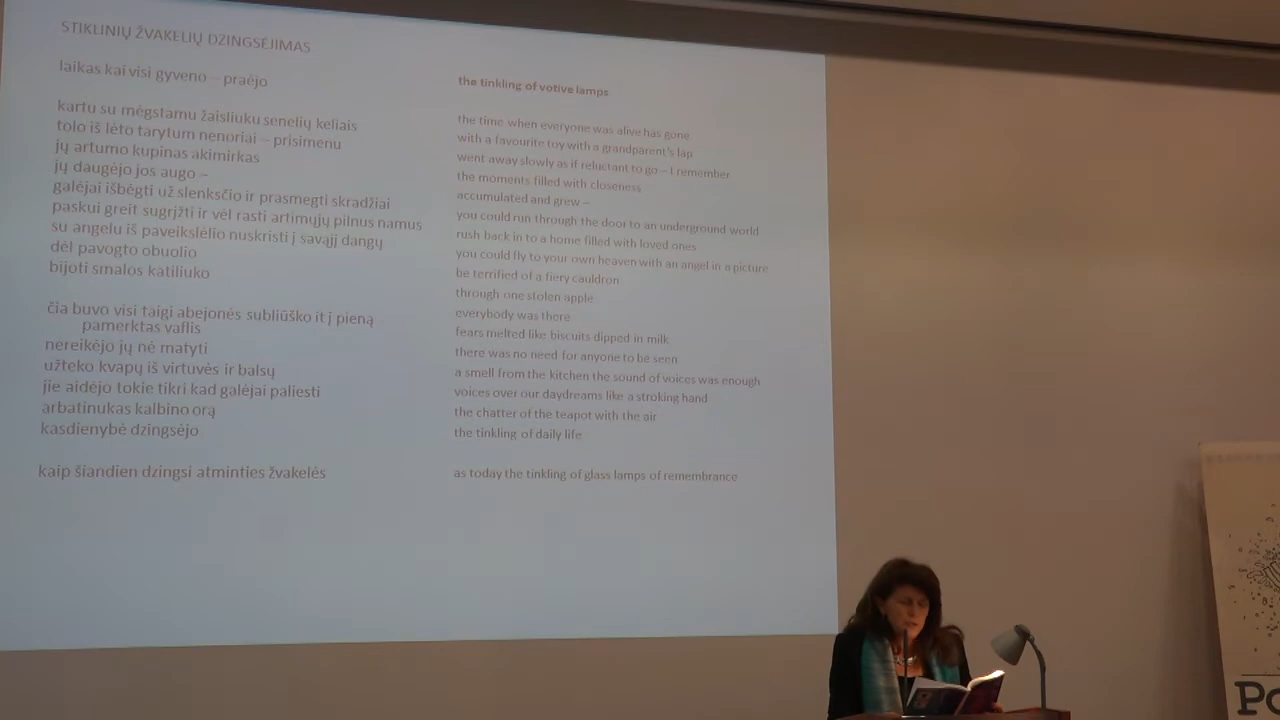 STIKLINIŲ ŽVAKELIŲ DZINGSĖJIMAS
laikas kai visi gyveno – praėjo
kartu su mėgstamu žaisliuku senelių keliais
tolo iš lėto tarytum nenoriai – prisimenu
jų artumo kupinas akimirkas
jų daugėjo jos augo –
galėjai išbėgti už slenksčio ir prasmegti skradžiai
paskui greit sugrįžti ir vėl rasti artimųjų pilnus namus
su angelu iš paveikslėlio nuskristi į savąjį dangų
dėl pavogto obuolio
bijoti smalos katiliuko
čia buvo visi taigi abejonės subliūško it į pieną
pamerktas vaflis
nereikėjo jų nė matyti
užteko kvapų iš virtuvės ir balsų
jie aidėjo tokie tikri kad galėjai paliesti
arbatinukas kalbino orą
kasdienybė dzingsėjo
kaip šiandien dzingsi atminties žvakelės
the tinkling of votive lamps
the time when everyone was alive has gone
with a favourite toy with a grandparent's lap
went away slowly as if reluctant to go – I remember
the moments filled with closeness
accumulated and grew –
you could run through the door to an underground world
rush back in to a home filled with loved ones
you could fly to your own heaven with an angel in a picture
be terrified of a fiery cauldron
through one stolen apple
everybody was there
fears melted like biscuits dipped in milk
there was no need for anyone to be seen
a smell from the kitchen the sound of voices was enough
voices over our daydreams like a stroking hand
the chatter of the teapot with the air
the tinkling of daily life
as today the tinkling of glass lamps of remembrance
Po